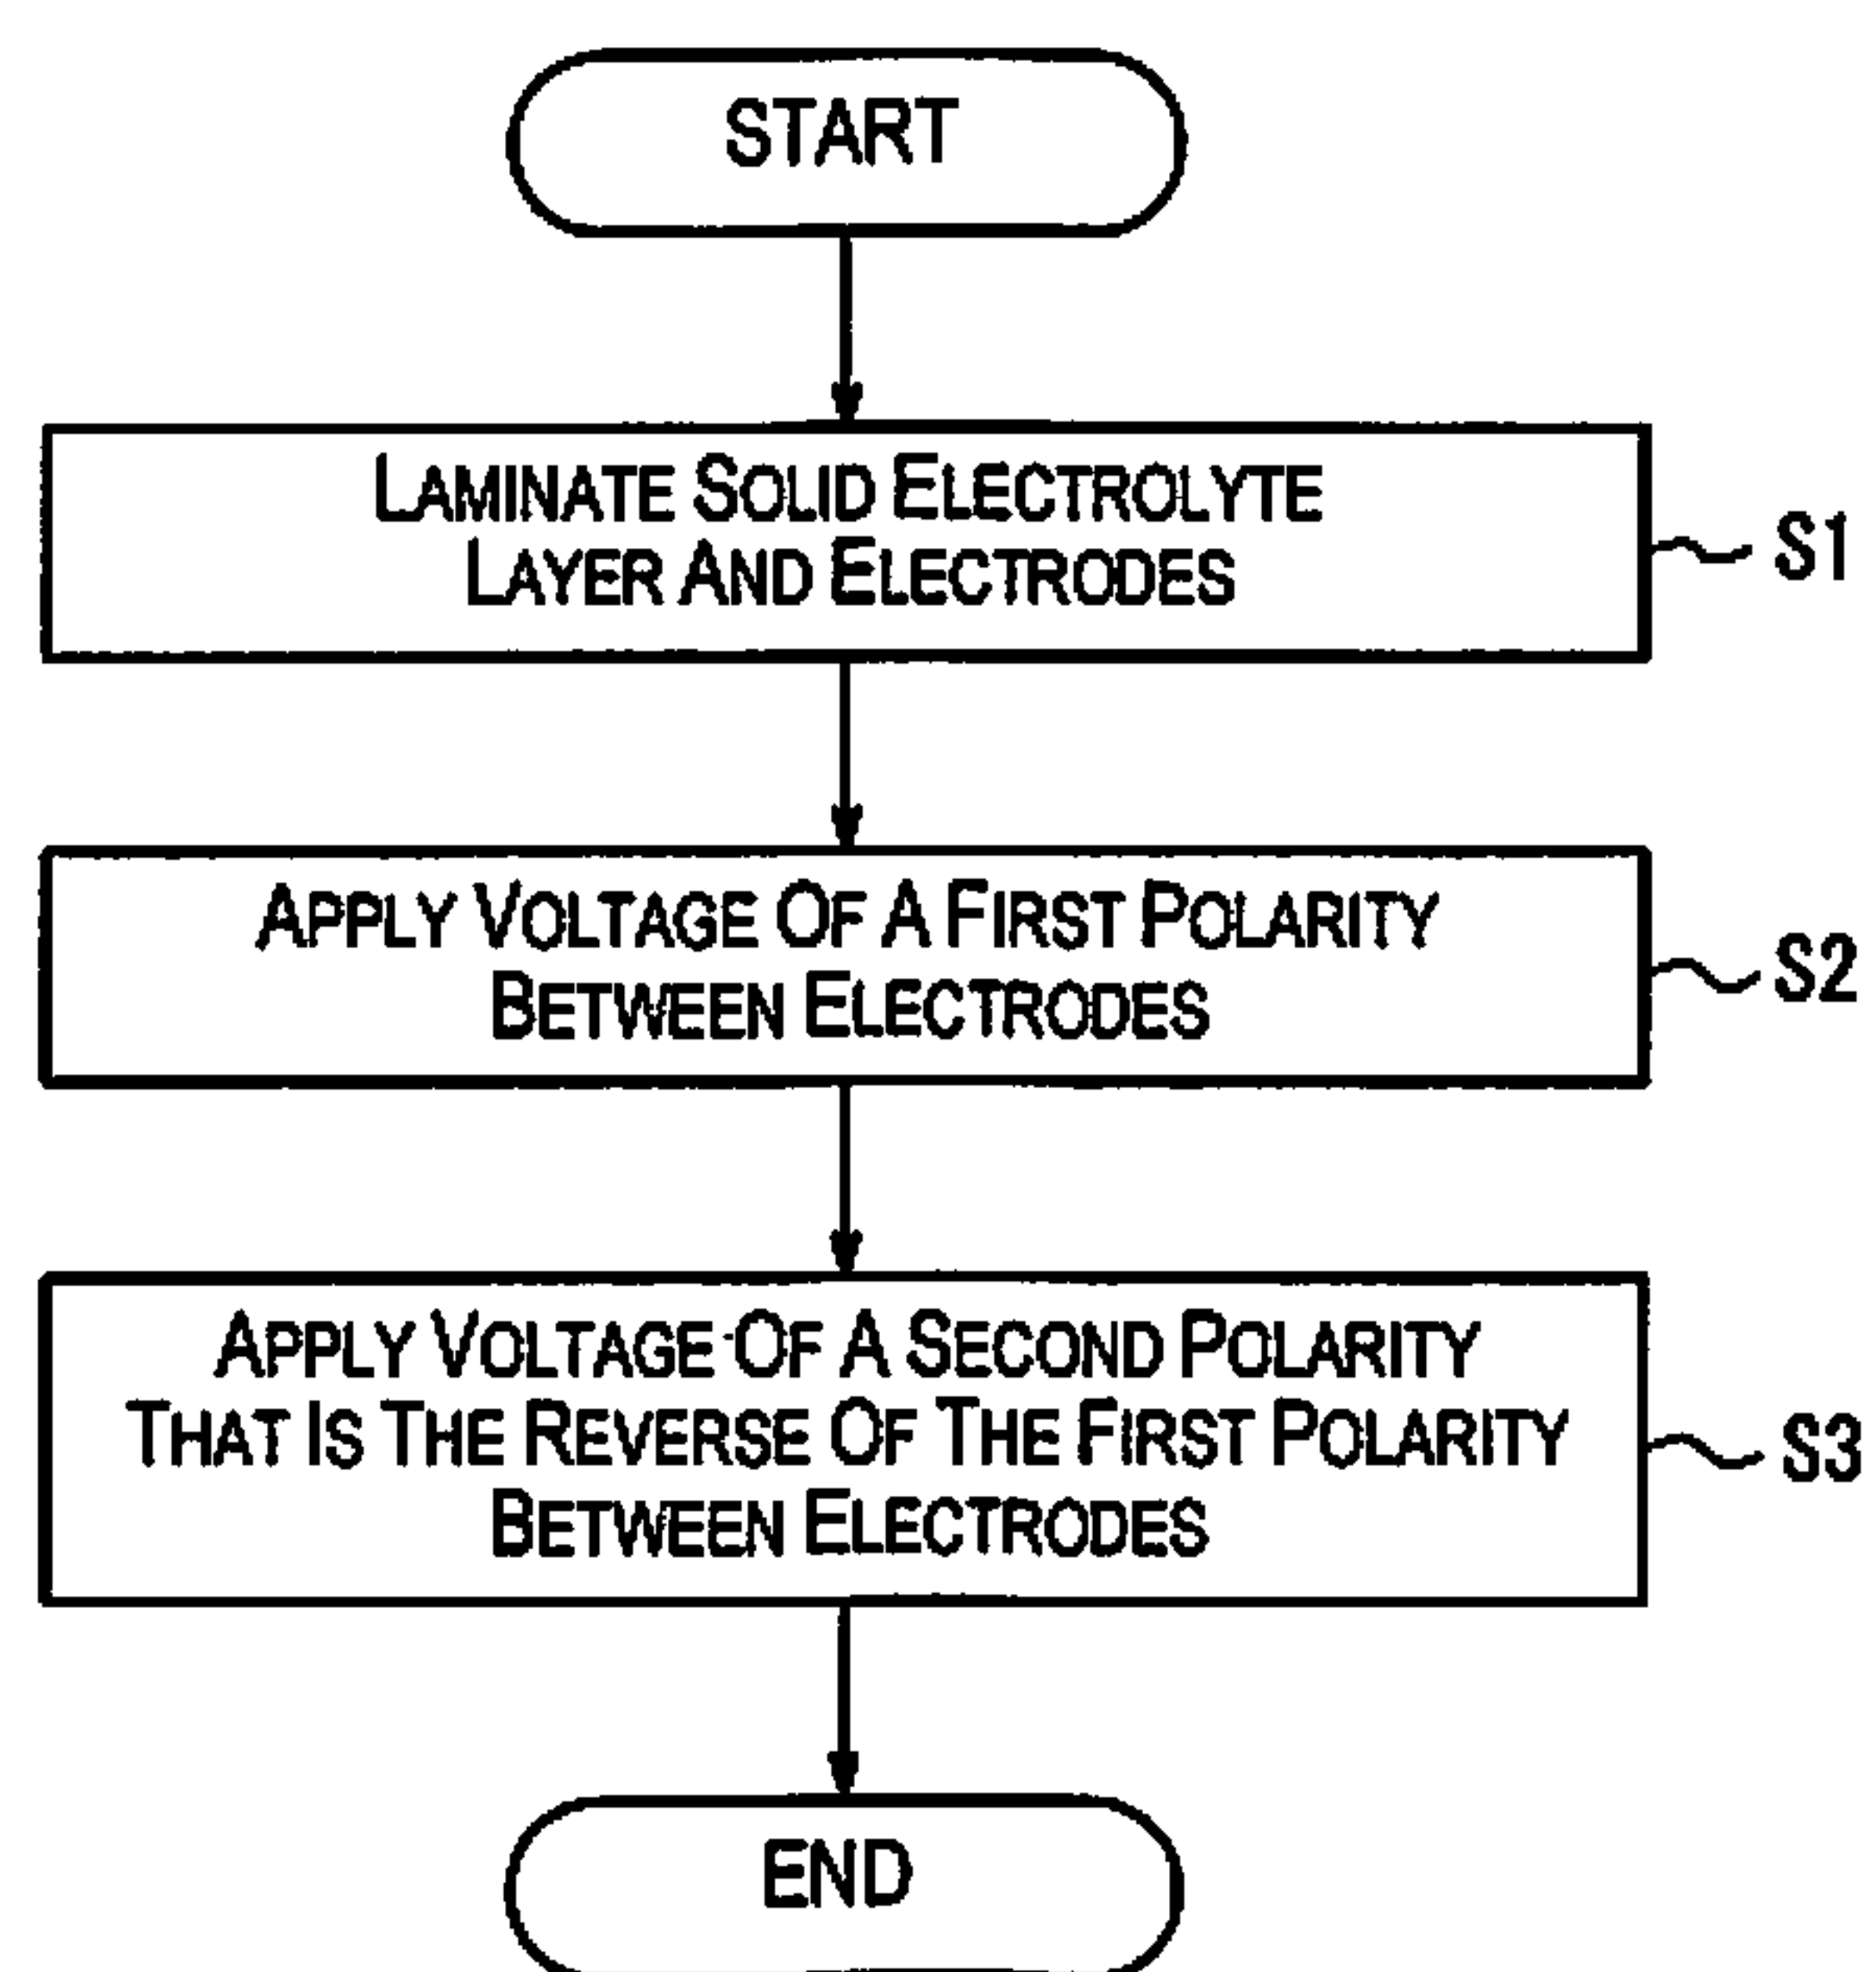 START
LAMINATE SOLID ELECTROLYTE
LAYER AND ELECTRODES
S1
APPLY VOLTAGE OF A FIRST POLARITY
BETWEEN ELECTRODES
S2
APPLY VOLTAGE OF A SECOND POLARITY
THAT IS THE REVERSE OF THE FIRST POLARITY
BETWEEN ELECTRODES
S3
END